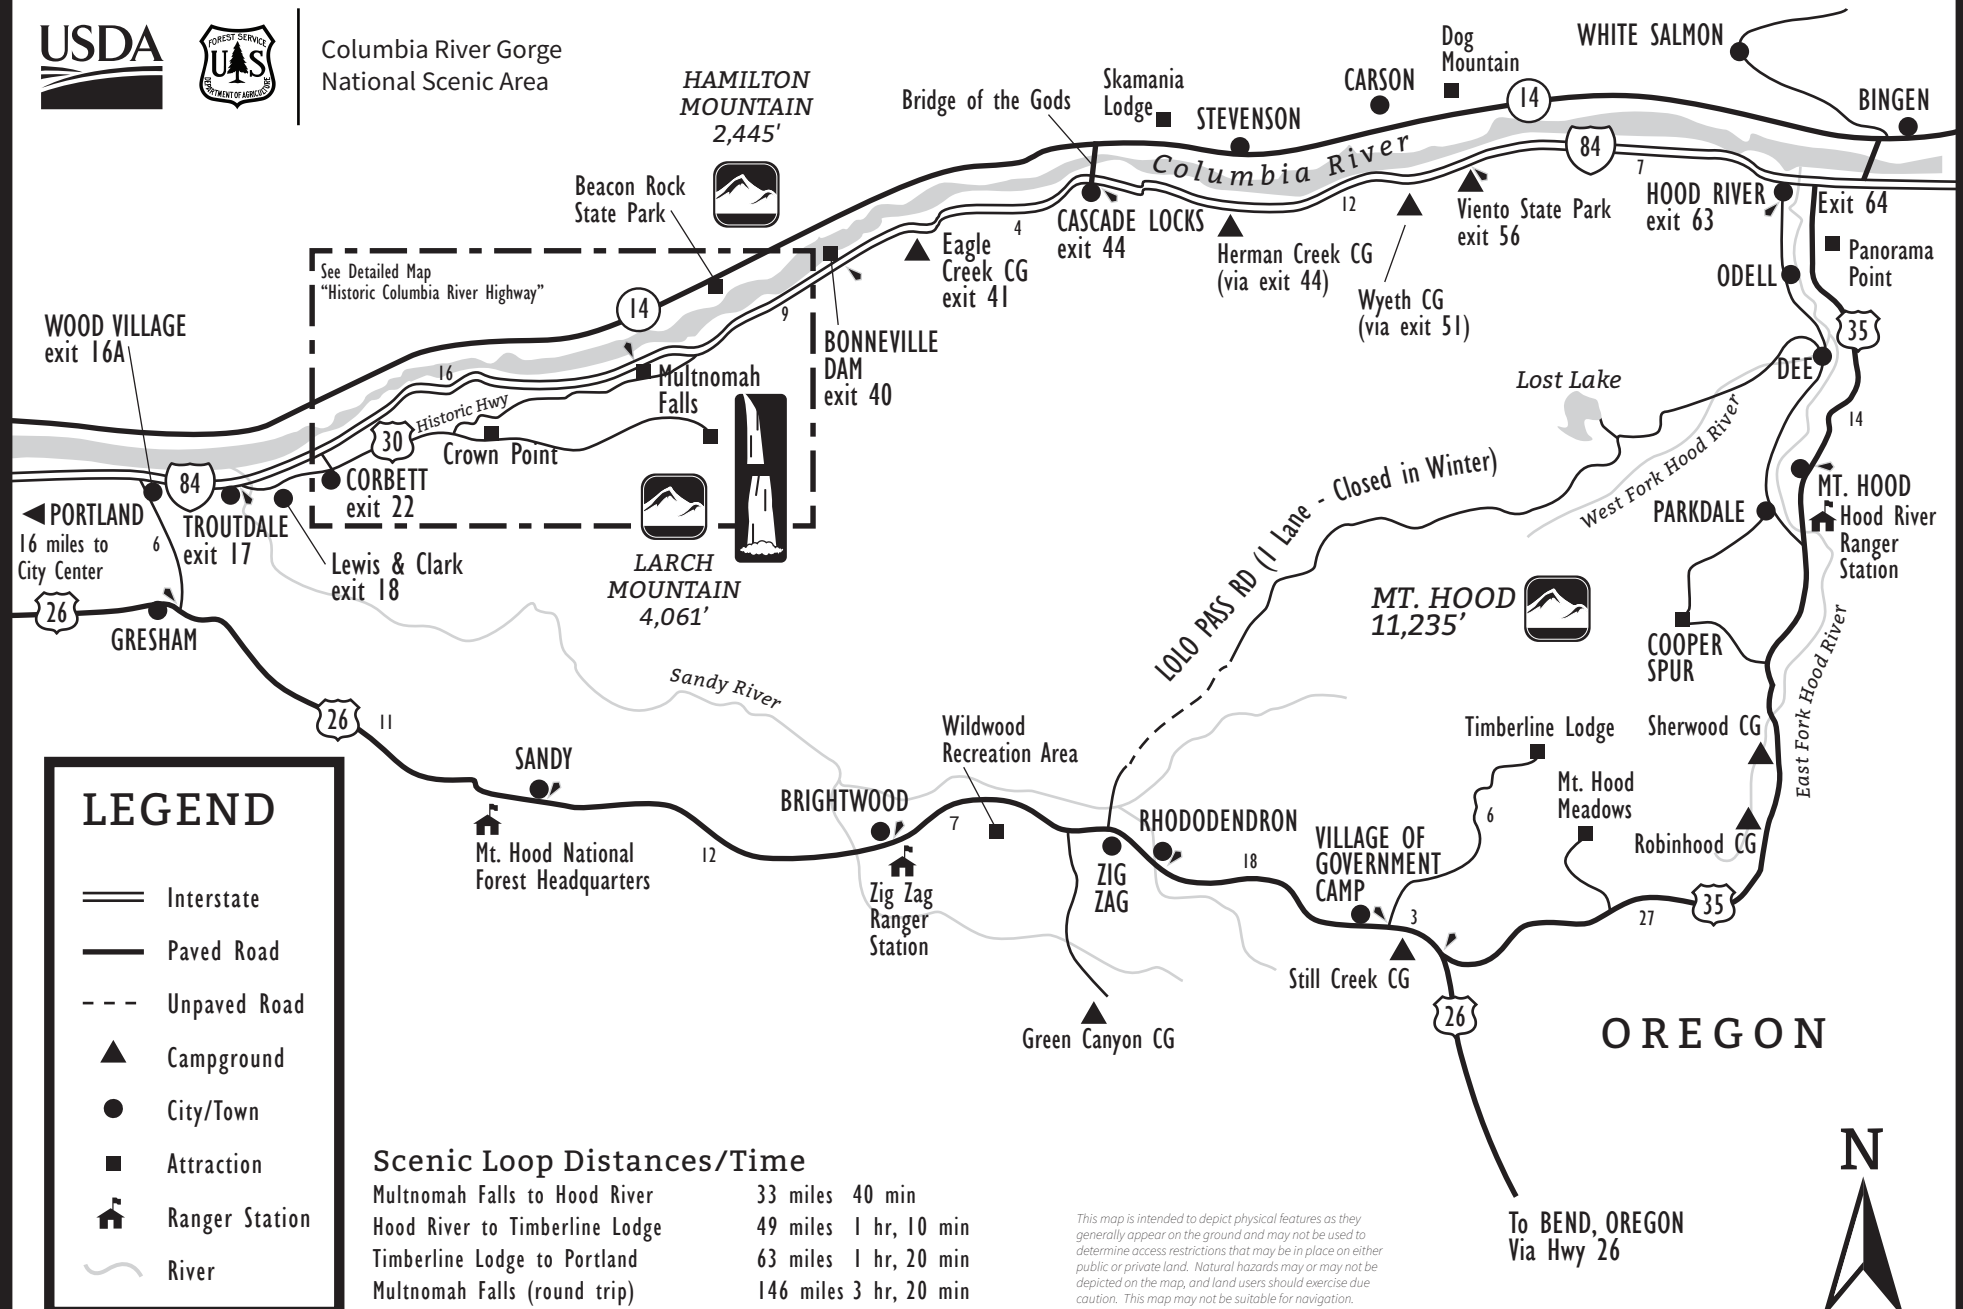 USDA
FOREST SERVICE
U S
DEPARTMENT OF AGRICULTURE
Columbia River Gorge
National Scenic Area
HAMILTON
MOUNTAIN
2,445'
Beacon Rock
State Park
Bridge of the Gods
Skamania
Lodge
STEVENSON
CARSON
Dog
Mountain
14
WHITE SALMON
BINGEN
Columbia River
84
7
HOOD RIVER
exit 63
Exit 64
Panorama
Point
ODELL
35
DEE
14
Viento State Park
exit 56
12
Wyeth CG
(via exit 51)
Herman Creek CG
(via exit 44)
CASCADE LOCKS
exit 44
4
Eagle
Creek CG
exit 41
BONNEVILLE
DAM
exit 40
9
See Detailed Map
“Historic Columbia River Highway”
14
16
Historic Hwy
30
Multnomah
Falls
Crown Point
CORBETT
exit 22
LARCH
MOUNTAIN
4,061’
WOOD VILLAGE
exit 16A
84
PORTLAND
16 miles to
City Center
6
TROUTDALE
exit 17
Lewis & Clark
exit 18
26
GRESHAM
26
11
Sandy River
SANDY
Mt. Hood National
Forest Headquarters
12
BRIGHTWOOD
7
Zig Zag
Ranger
Station
Wildwood
Recreation Area
ZIG
ZAG
RHODODENDRON
18
Green Canyon CG
LOLO PASS RD (1 Lane - Closed in Winter)
Lost Lake
West Fork Hood River
MT. HOOD
11,235’
PARKDALE
MT. HOOD
Hood River
Ranger
Station
COOPER
SPUR
East Fork Hood River
Sherwood CG
Robinhood CG
Timberline Lodge
6
Mt. Hood
Meadows
VILLAGE OF
GOVERNMENT
CAMP
3
Still Creek CG
27
35
26
OREGON
To BEND, OREGON
Via Hwy 26
N
LEGEND
Interstate
Paved Road
Unpaved Road
Campground
City/Town
Attraction
Ranger Station
River
Scenic Loop Distances/Time
Multnomah Falls to Hood River 33 miles 40 min
Hood River to Timberline Lodge 49 miles 1 hr, 10 min
Timberline Lodge to Portland 63 miles 1 hr, 20 min
Multnomah Falls (round trip) 146 miles 3 hr, 20 min
This map is intended to depict physical features as they
generally appear on the ground and may not be used to
determine access restrictions that may be in place on either
public or private land. Natural hazards may or may not be
depicted on the map, and land users should exercise due
caution. This map may not be suitable for navigation.